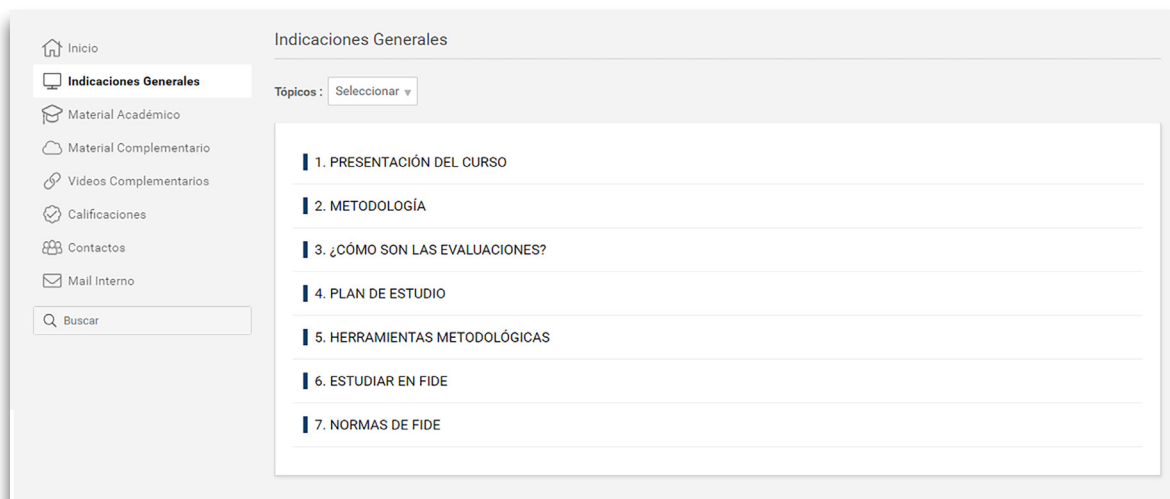 Inicio
Indicaciones Generales
Material Académico
Material Complementario
Videos Complementarios
Calificaciones
Contactos
Mail Interno
Buscar
Indicaciones Generales
Tópicos : Seleccionar
1. PRESENTACIÓN DEL CURSO
2. METODOLOGÍA
3. ¿CÓMO SON LAS EVALUACIONES?
4. PLAN DE ESTUDIO
5. HERRAMIENTAS METODOLÓGICAS
6. ESTUDIAR EN FIDE
7. NORMAS DE FIDE